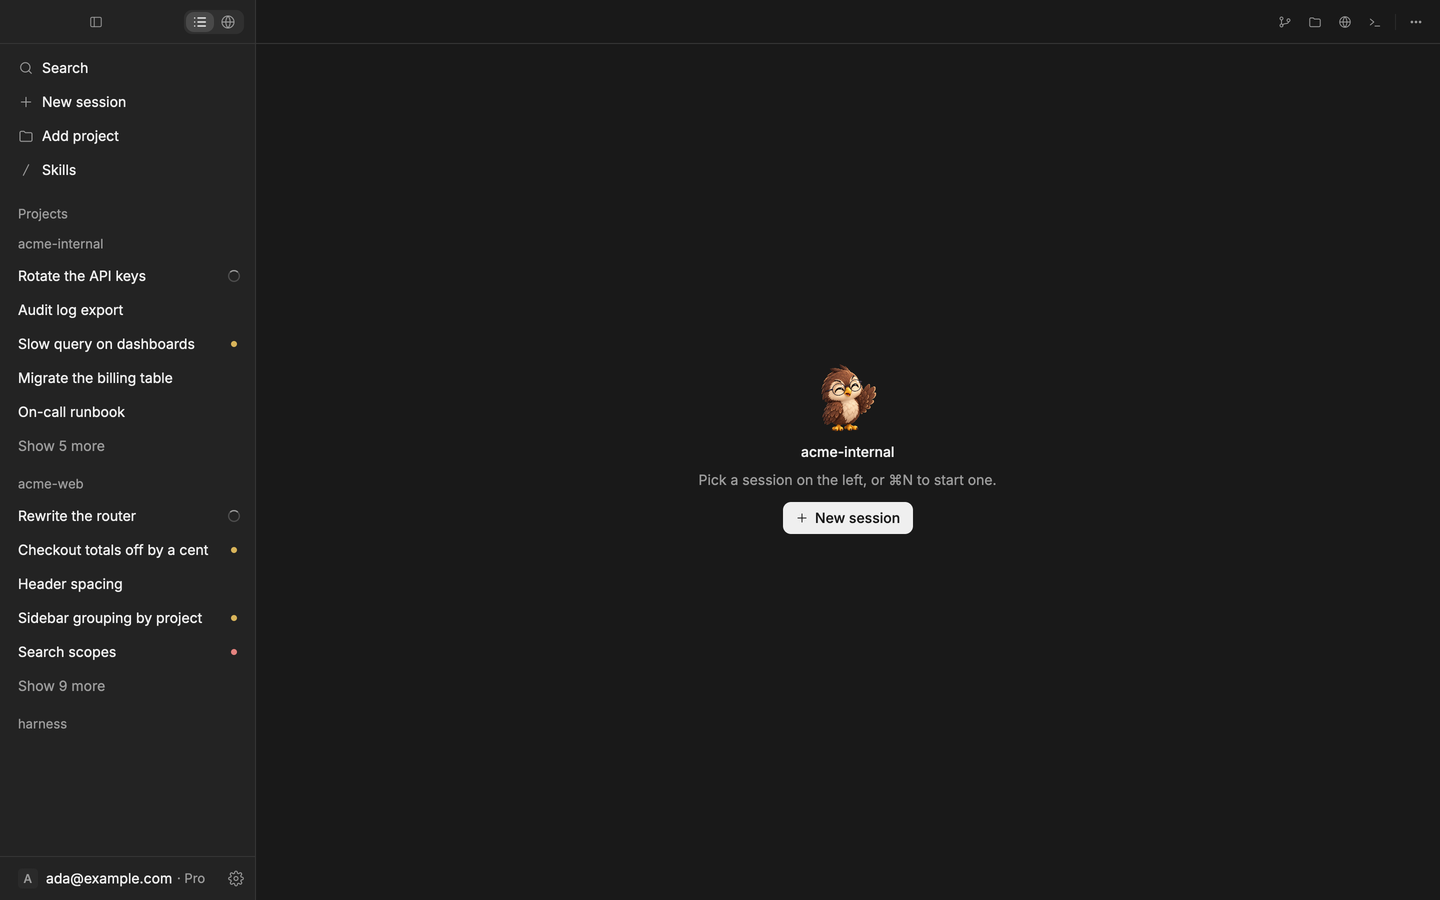 Search
New session
Add project
Skills
Projects
acme-internal
Rotate the API keys
Audit log export
Slow query on dashboards
Migrate the billing table
On-call runbook
Show 5 more
acme-web
Rewrite the router
Checkout totals off by a cent
Header spacing
Sidebar grouping by project
Search scopes
Show 9 more
harness
A ada@example.com · Pro
acme-internal
Pick a session on the left, or ⌘N to start one.
New session